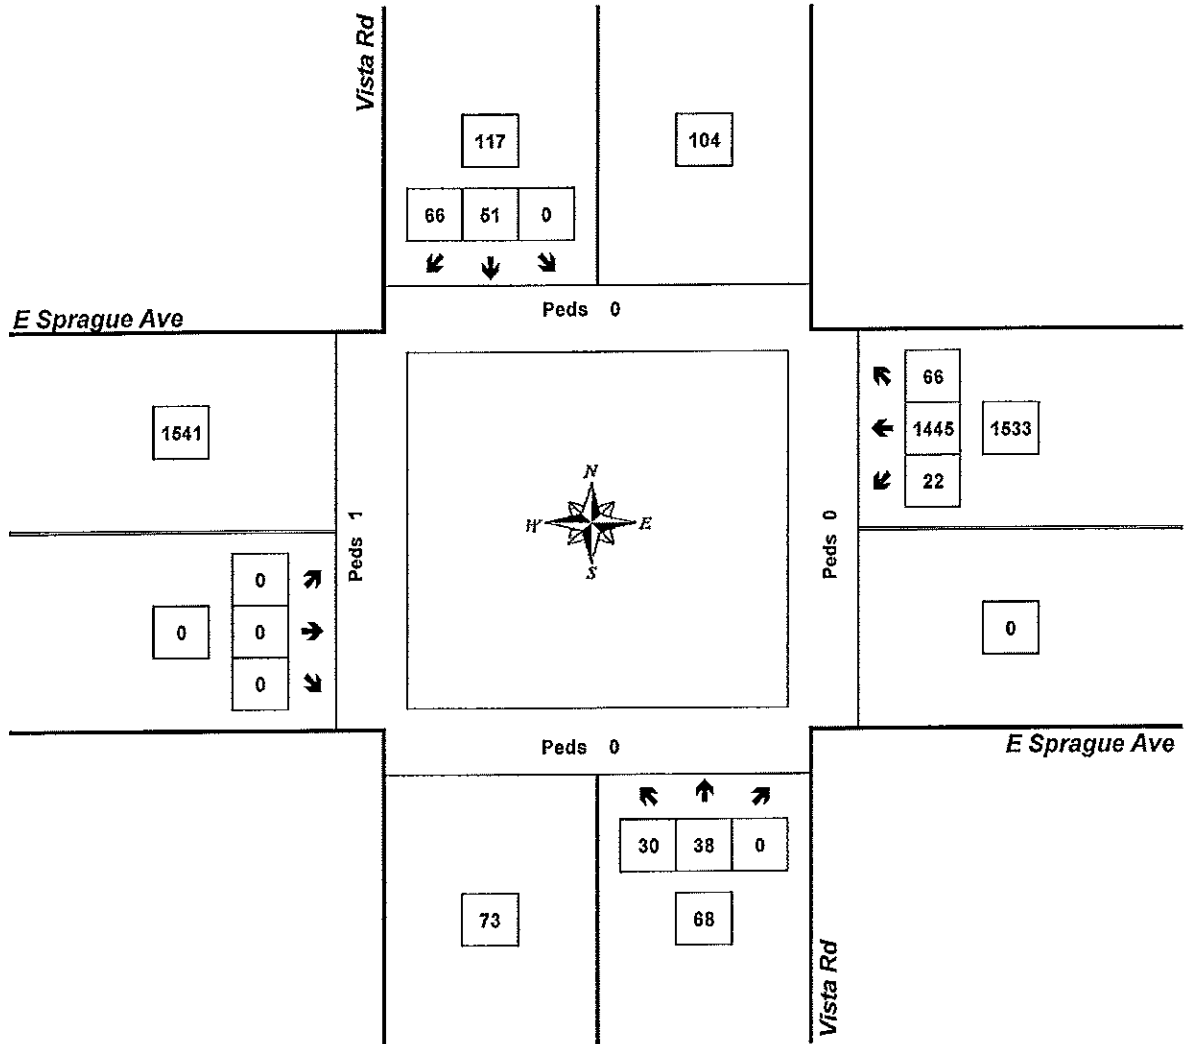 Vista Rd
117
104
66 51 0
Peds 0
E Sprague Ave
66
1541
1445 1533
22
N
W E
S
Peds 1
Peds 0
0
0 0
0
0
Peds 0
E Sprague Ave
30 38 0
73
68
Vista Rd